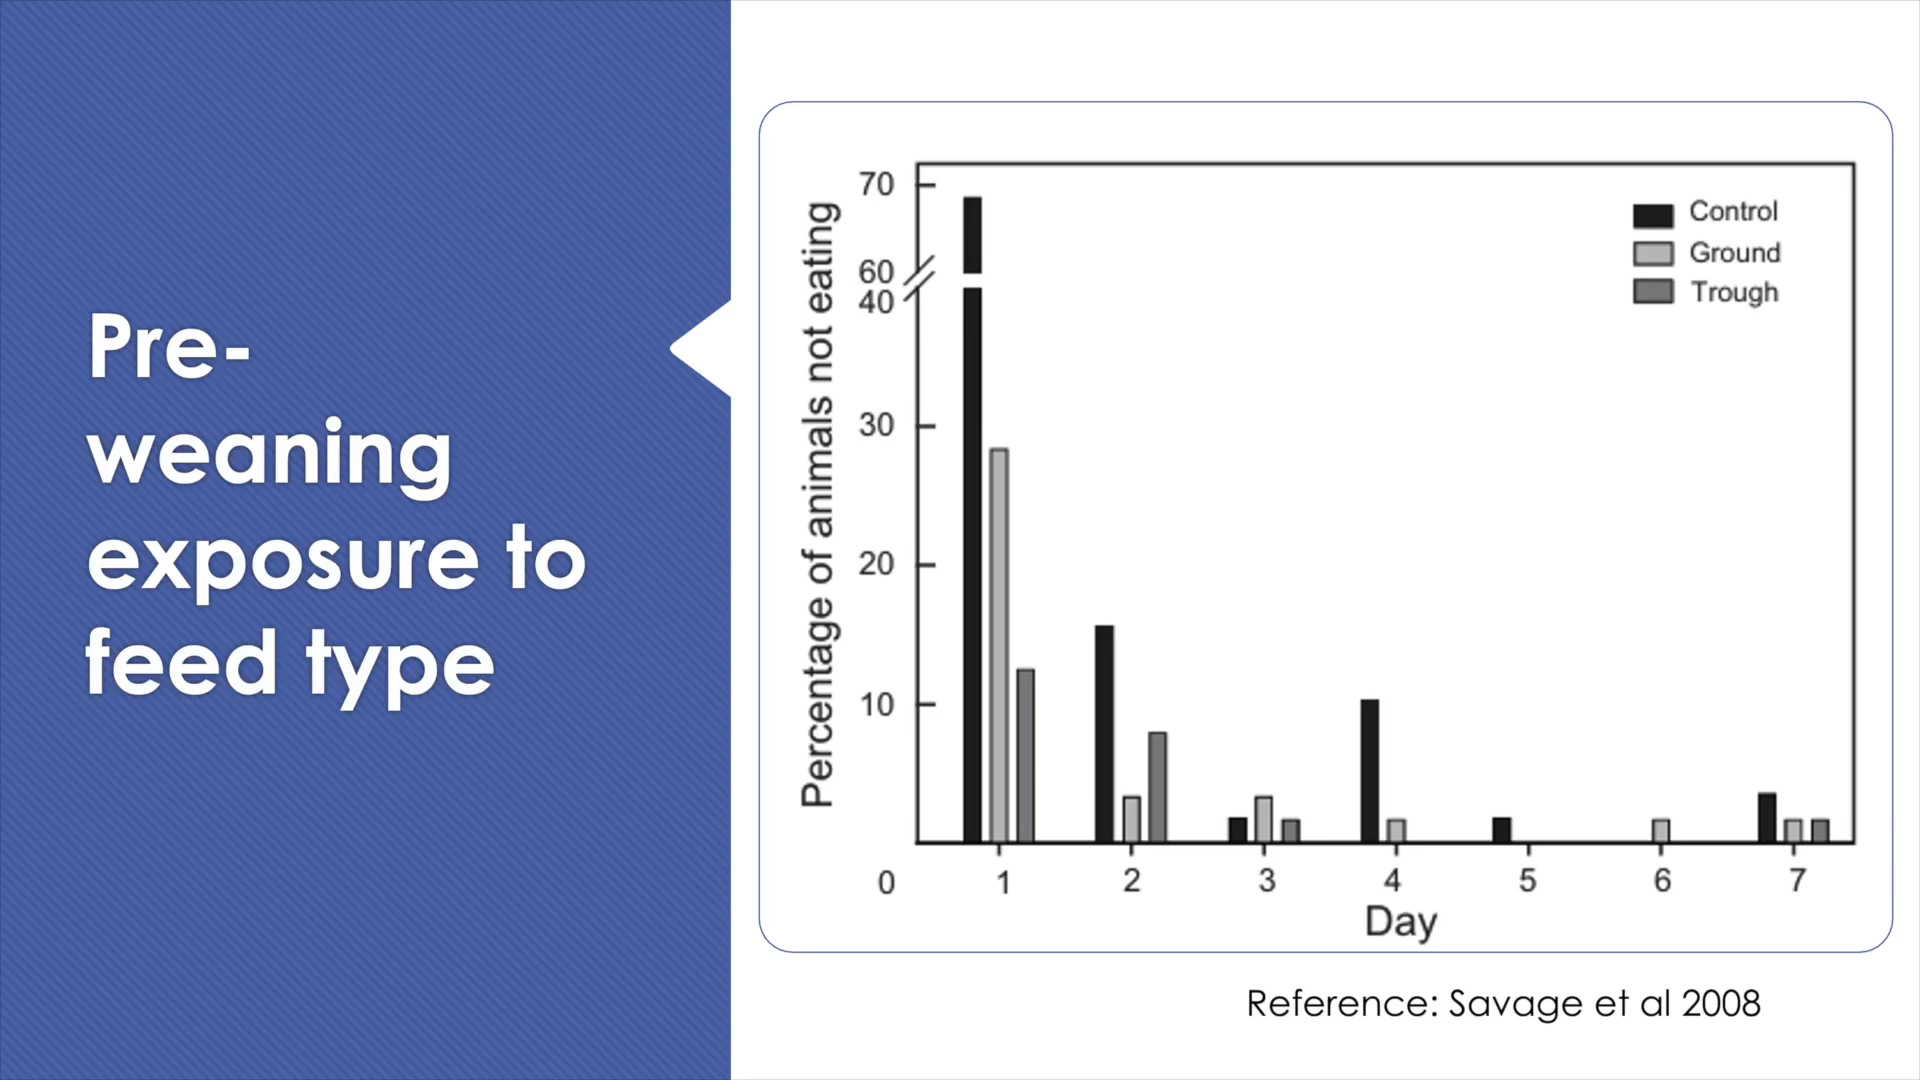 Pre-
weaning
exposure to
feed type
Percentage of animals not eating
70
60
40
30
20
10
0
Control
Ground
Trough
1 2 3 4 5 6 7
Day
Reference: Savage et al 2008